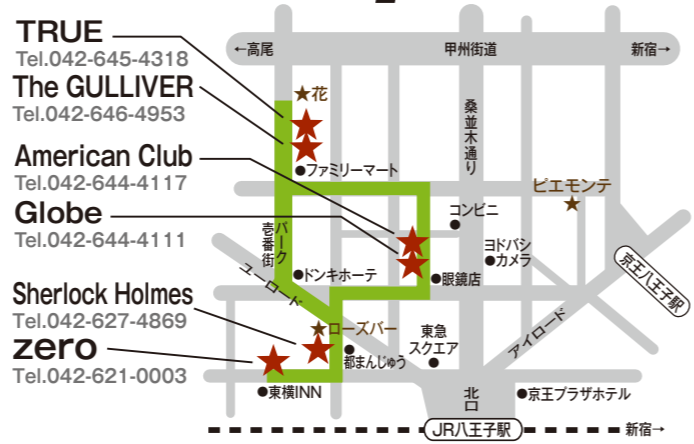 TRUE
Tel.042-645-4318
The GULLIVER
Tel.042-646-4953
American Club
Tel.042-644-4117
Globe
Tel.042-644-4111
Sherlock Holmes
Tel.042-627-4869
zero
Tel.042-621-0003
←高尾
甲州街道
新宿→
★花
●ファミリーマート
桑並木通り
ピエモンテ
★
コンビニ
●
パーク
壱番街
ヨドバシ
●カメラ
●眼鏡店
●ドンキホーテ
ユーロード
京王八王子駅
★ローズバー
●
都まんじゅう
東急
スクエア
●
アイロード
●東横INN
北口
●京王プラザホテル
JR八王子駅
新宿→